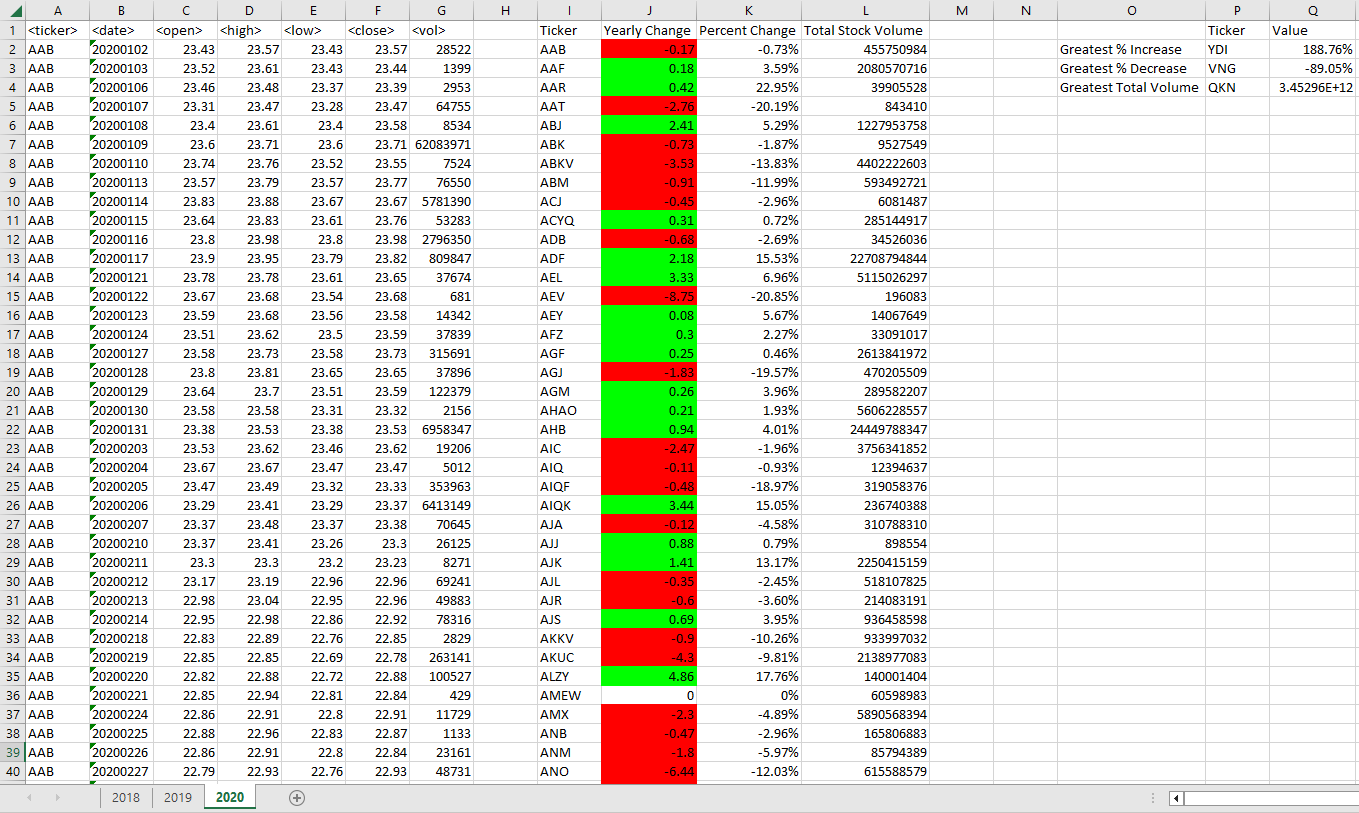 A B C D E F G H I J K L M N O P Q
1 <ticker> <date> <open> <high> <low> <close> <vol> Ticker Yearly Change Percent Change Total Stock Volume Ticker Value
2 AAB 20200102 23.43 23.57 23.43 23.57 28522 AAB -0.17 -0.73% 455750984 Greatest % Increase YDI 188.76%
3 AAB 20200103 23.52 23.61 23.43 23.44 1399 AAF 0.18 3.59% 2080570716 Greatest % Decrease VNG -89.05%
4 AAB 20200106 23.46 23.48 23.37 23.39 2953 AAR 0.42 22.95% 39905528 Greatest Total Volume QKN 3.45296E+12
5 AAB 20200107 23.31 23.47 23.28 23.47 64755 AAT -2.76 -20.19% 843410
6 AAB 20200108 23.4 23.61 23.4 23.58 8534 ABJ 2.41 5.29% 1227953758
7 AAB 20200109 23.6 23.71 23.6 23.71 62083971 ABK -0.73 -1.87% 9527549
8 AAB 20200110 23.74 23.76 23.52 23.55 7524 ABKV -3.53 -13.83% 4402222603
9 AAB 20200113 23.57 23.79 23.57 23.77 76550 ABM -0.91 -11.99% 593492721
10 AAB 20200114 23.83 23.88 23.67 23.67 5781390 ACJ -0.45 -2.96% 6081487
11 AAB 20200115 23.64 23.83 23.61 23.76 53283 ACYQ 0.31 0.72% 285144917
12 AAB 20200116 23.8 23.98 23.8 23.98 2796350 ADB -0.68 -2.69% 34526036
13 AAB 20200117 23.9 23.95 23.79 23.82 809847 ADF 2.18 15.53% 22708794844
14 AAB 20200121 23.78 23.78 23.61 23.65 37674 AEL 3.33 6.96% 5115026297
15 AAB 20200122 23.67 23.68 23.54 23.68 681 AEV -8.75 -20.85% 196083
16 AAB 20200123 23.59 23.68 23.56 23.58 14342 AEY 0.08 5.67% 14067649
17 AAB 20200124 23.51 23.62 23.5 23.59 37839 AFZ 0.3 2.27% 33091017
18 AAB 20200127 23.58 23.73 23.58 23.73 315691 AGF 0.25 0.46% 2613841972
19 AAB 20200128 23.8 23.81 23.65 23.65 37896 AGJ -1.83 -19.57% 470205509
20 AAB 20200129 23.64 23.7 23.51 23.59 122379 AGM 0.26 3.96% 289582207
21 AAB 20200130 23.58 23.58 23.31 23.32 2156 AHAO 0.21 1.93% 5606228557
22 AAB 20200131 23.38 23.53 23.38 23.53 6958347 AHB 0.94 4.01% 24449788347
23 AAB 20200203 23.53 23.62 23.46 23.62 19206 AIC -2.47 -1.96% 3756341852
24 AAB 20200204 23.67 23.67 23.47 23.47 5012 AIQ -0.11 -0.93% 12394637
25 AAB 20200205 23.47 23.49 23.32 23.33 353963 AIQF -0.48 -18.97% 319058376
26 AAB 20200206 23.29 23.41 23.29 23.37 6413149 AIQK 3.44 15.05% 236740388
27 AAB 20200207 23.37 23.48 23.37 23.38 70645 AJA -0.12 -4.58% 310788310
28 AAB 20200210 23.37 23.41 23.26 23.3 26125 AJJ 0.88 0.79% 898554
29 AAB 20200211 23.3 23.3 23.2 23.23 8271 AJK 1.41 13.17% 2250415159
30 AAB 20200212 23.17 23.19 22.96 22.96 69241 AJL -0.35 -2.45% 518107825
31 AAB 20200213 22.98 23.04 22.95 22.96 49883 AJR -0.6 -3.60% 214083191
32 AAB 20200214 22.95 22.98 22.86 22.92 78316 AJS 0.69 3.95% 936458598
33 AAB 20200218 22.83 22.89 22.76 22.85 2829 AKKV -0.9 -10.26% 933997032
34 AAB 20200219 22.85 22.85 22.69 22.78 263141 AKUC -4.3 -9.81% 2138977083
35 AAB 20200220 22.82 22.88 22.72 22.88 100527 ALZY 4.86 17.76% 140001404
36 AAB 20200221 22.85 22.94 22.81 22.84 429 AMEW 0 0% 60598983
37 AAB 20200224 22.86 22.91 22.8 22.91 11729 AMX -2.3 -4.89% 5890568394
38 AAB 20200225 22.88 22.96 22.83 22.87 1133 ANB -0.47 -2.96% 165806883
39 AAB 20200226 22.86 22.91 22.8 22.84 23161 ANM -1.8 -5.97% 85794389
40 AAB 20200227 22.79 22.93 22.76 22.93 48731 ANO -6.44 -12.03% 615588579
2018 2019 2020